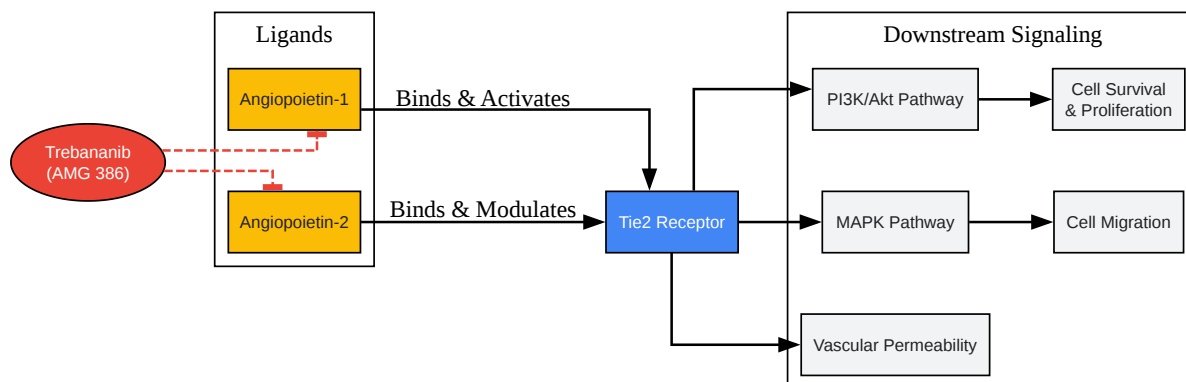 Ligands
Downstream Signaling
Angiopoietin-1
Binds & Activates
PI3K/Akt Pathway
Cell Survival
& Proliferation
Trebananib
(AMG 386)
Angiopoietin-2
Binds & Modulates
Tie2 Receptor
MAPK Pathway
Cell Migration
Vascular Permeability